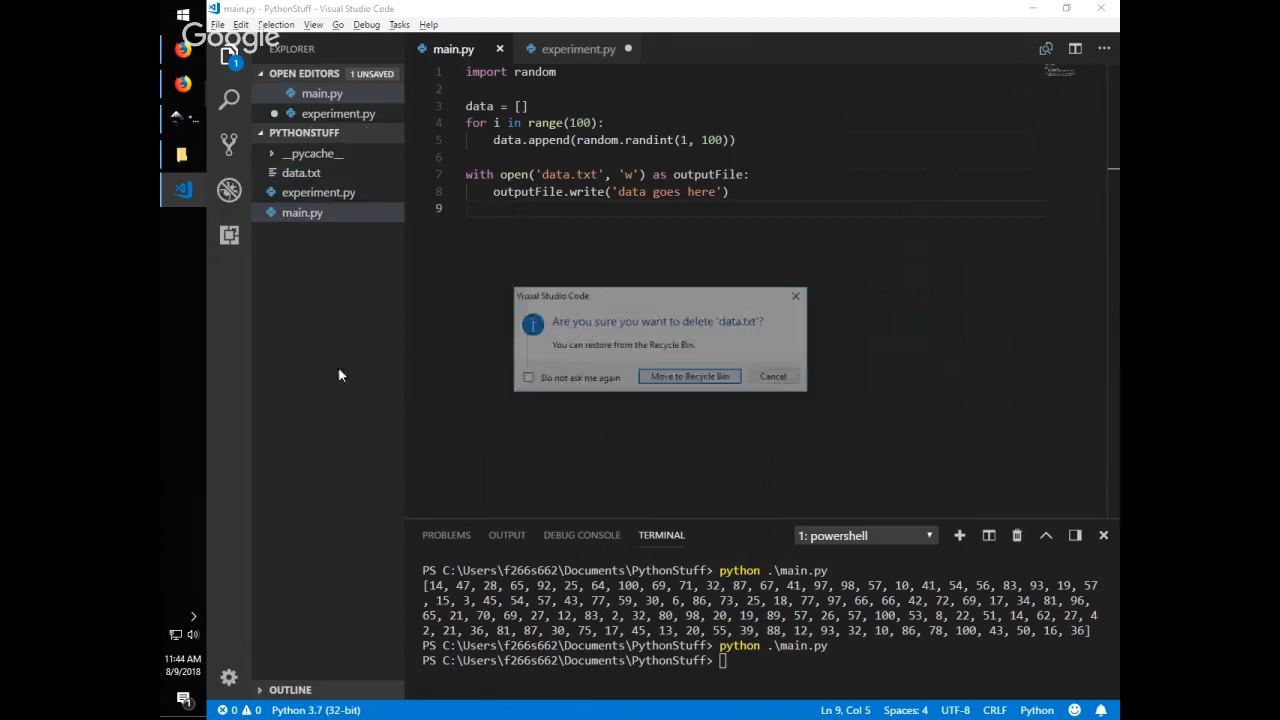 main.py - PythonStuff - Visual Studio Code
File Edit Selection View Go Debug Tasks Help
Google
EXPLORER
1
OPEN EDITORS 1 UNSAVED
main.py
experiment.py
PYTHONSTUFF
__pycache__
data.txt
experiment.py
main.py
OUTLINE
main.py experiment.py
1 import random
2
3 data = []
4 for i in range(100):
5 data.append(random.randint(1, 100))
6
7 with open('data.txt', 'w') as outputFile:
8 outputFile.write('data goes here')
9
Visual Studio Code
Are you sure you want to delete 'data.txt'?
You can restore from the Recycle Bin.
Do not ask me again Move to Recycle Bin Cancel
PROBLEMS OUTPUT DEBUG CONSOLE TERMINAL 1: powershell
PS C:\Users\f266s662\Documents\PythonStuff> python .\main.py
[14, 47, 28, 65, 92, 25, 64, 100, 69, 71, 32, 87, 67, 41, 97, 98, 57, 10, 41, 54, 56, 83, 93, 19, 57
, 15, 3, 45, 54, 57, 43, 77, 59, 30, 6, 86, 73, 25, 18, 77, 97, 66, 66, 42, 72, 69, 17, 34, 81, 96,
65, 21, 70, 69, 27, 12, 83, 2, 32, 80, 98, 20, 19, 89, 57, 26, 57, 100, 53, 8, 22, 51, 14, 62, 27, 4
2, 21, 36, 81, 87, 30, 75, 17, 45, 13, 20, 55, 39, 88, 12, 93, 32, 10, 86, 78, 100, 43, 50, 16, 36]
PS C:\Users\f266s662\Documents\PythonStuff> python .\main.py
PS C:\Users\f266s662\Documents\PythonStuff>
11:44 AM
8/9/2018
1
0 0 Python 3.7 (32-bit) Ln 9, Col 5 Spaces: 4 UTF-8 CRLF Python